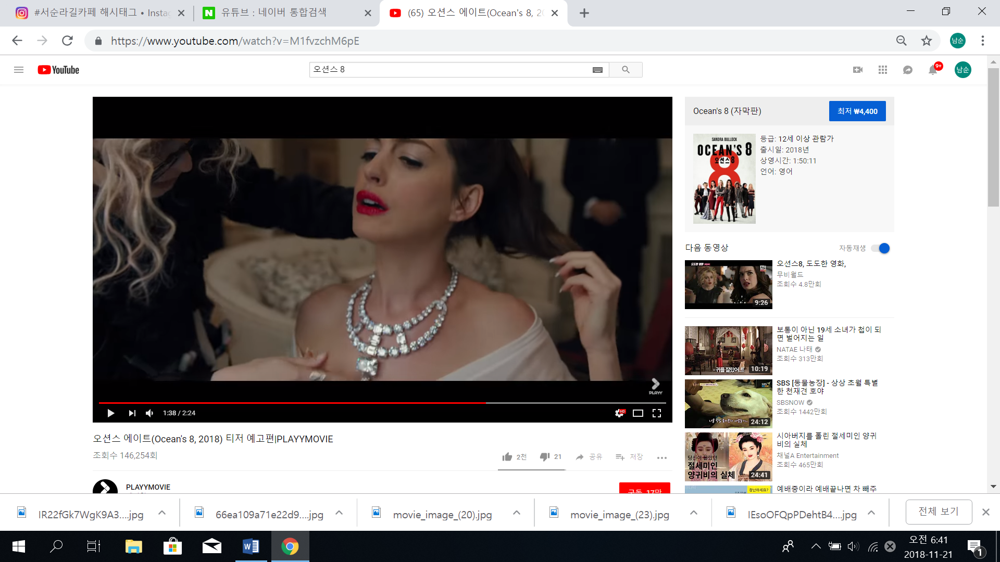 #서순라길카페 해시태그 • Insta
유튜브 : 네이버 통합검색
(65) 오션스 에이트(Ocean's 8, 20
https://www.youtube.com/watch?v=M1fvzchM6pE
남순
YouTube
오션스 8
9+
남순
PLAYY
1:38 / 2:24
HD
오션스 에이트(Ocean's 8, 2018) 티저 예고편|PLAYYMOVIE
조회수 146,254회
2천
21
공유
저장
PLAYYMOVIE
구독 17만
Ocean's 8 (자막판)
최저 ₩4,400
SANDRA BULLOCK
OCEAN'S 8
오션스8
8
등급: 12세 이상 관람가
출시일: 2018년
상영시간: 1:50:11
언어: 영어
다음 동영상
자동재생
도도한 영화
9:26
오션스8, 도도한 영화,
무비월드
조회수 4.8만회
- 귀를 잘랐어..!!!
10:19
보통이 아닌 19세 소녀가 첩이 되
면 벌어지는 일
NATAE 나태
조회수 313만회
SBS
24:12
SBS [동물농장] - 상상 초월 특별
한 천재견 호야
SBSNOW
조회수 1442만회
당신이 몰랐던
절세미인
양귀비의 실체
24:41
시아버지를 홀린 절세미인 양귀
비의 실체
채널A Entertainment
조회수 465만회
장난하세요?
예배중이라 예배끝나면 차 빼주
IR22fGk7WgK9A3....jpg
66ea109a71e22d9....jpg
movie_image_(20).jpg
movie_image_(23).jpg
IEsoOFQpPDehtB4....jpg
전체 보기
오전 6:41
2018-11-21
1